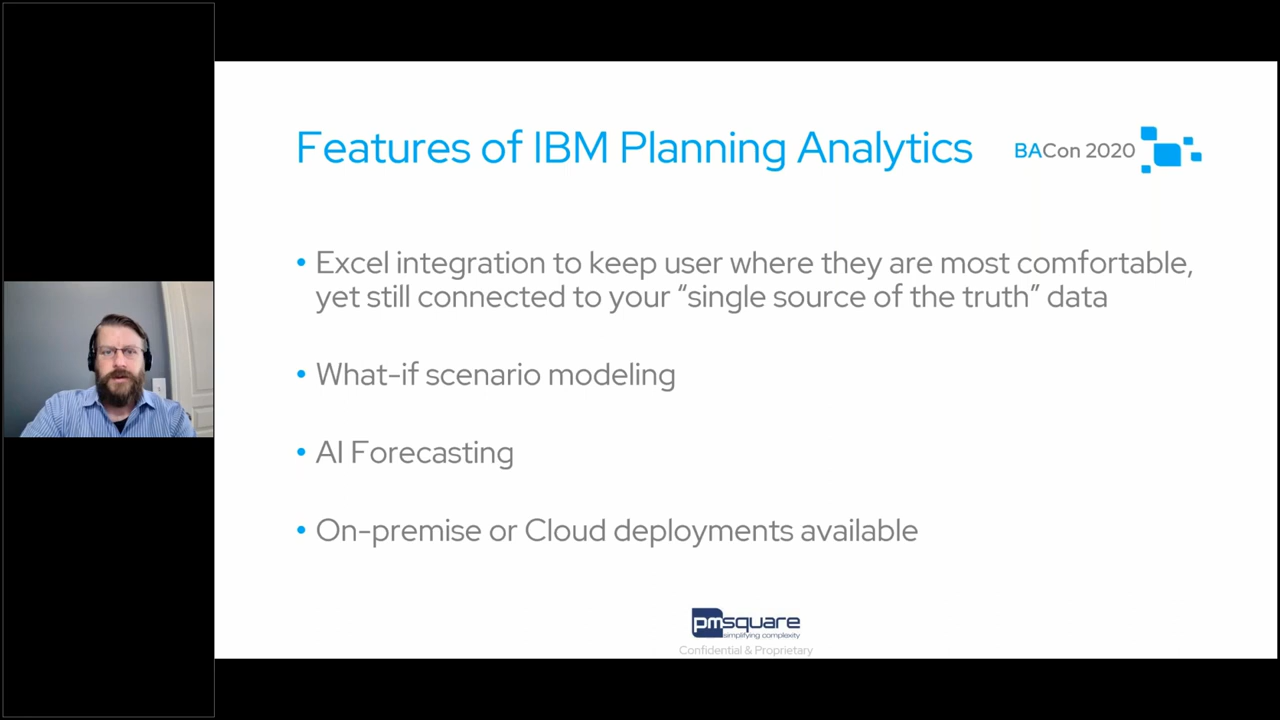 Features of IBM Planning Analytics
BACon 2020
• Excel integration to keep user where they are most comfortable,
yet still connected to your “single source of the truth” data
• What-if scenario modeling
• AI Forecasting
• On-premise or Cloud deployments available
pmsquare
simplifying complexity
Confidential & Proprietary